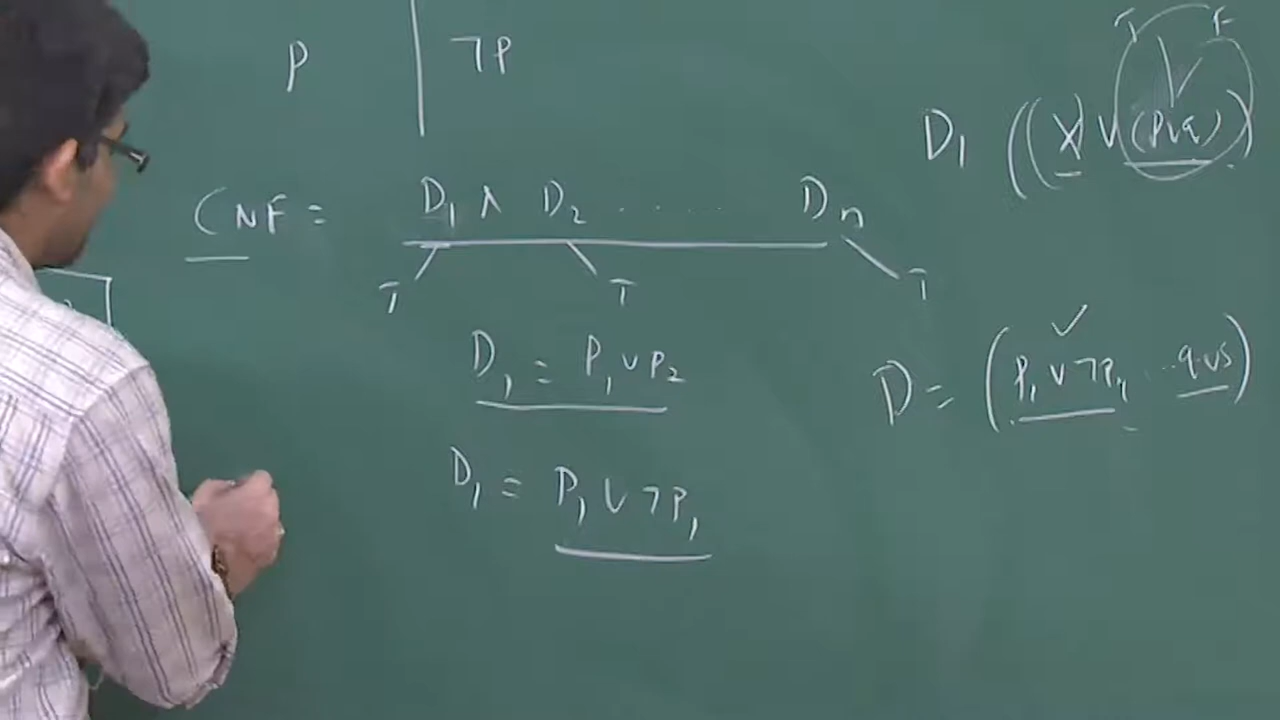 P ¬P
T F
V
D₁ ((X) ∨ (P∨q))
CNF = D₁ ∧ D₂ ...... Dₙ
T T T
D₁ = P₁ ∨ P₂
D = (P₁ ∨ ¬P₁ ... q ∨ s)
D₁ = P₁ ∨ ¬P₁